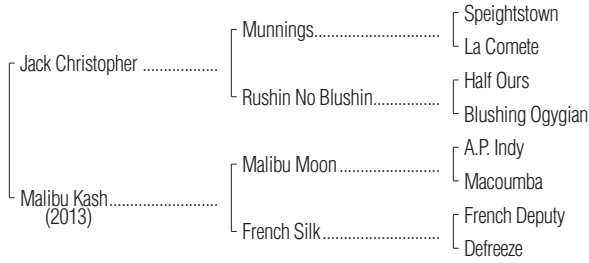 Speightstown
Munnings
La Comete
Jack Christopher
Half Ours
Rushin No Blushin
Blushing Ogygian
A.P. Indy
Malibu Moon
Macoumba
Malibu Kash
(2013)
French Deputy
French Silk
Defreeze